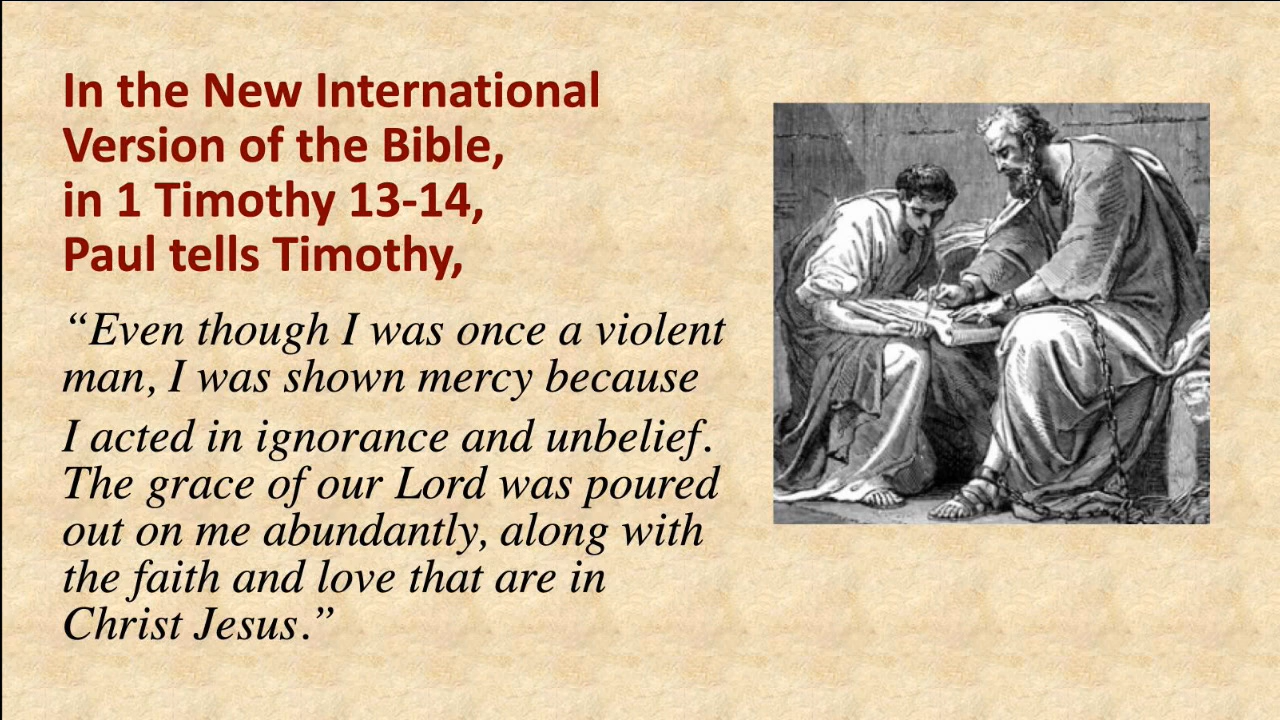 In the New International
Version of the Bible,
in 1 Timothy 13-14,
Paul tells Timothy,
“Even though I was once a violent
man, I was shown mercy because
I acted in ignorance and unbelief.
The grace of our Lord was poured
out on me abundantly, along with
the faith and love that are in
Christ Jesus.”